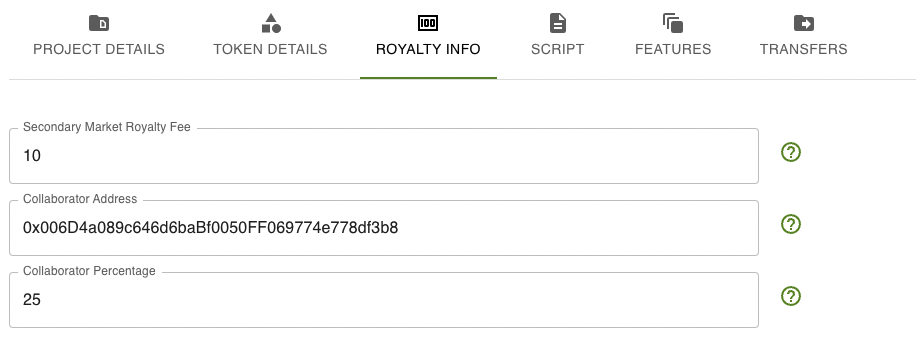 PROJECT DETAILS TOKEN DETAILS ROYALTY INFO SCRIPT FEATURES TRANSFERS
Secondary Market Royalty Fee
10
Collaborator Address
0x006D4a089c646d6baBf0050FF069774e778df3b8
Collaborator Percentage
25